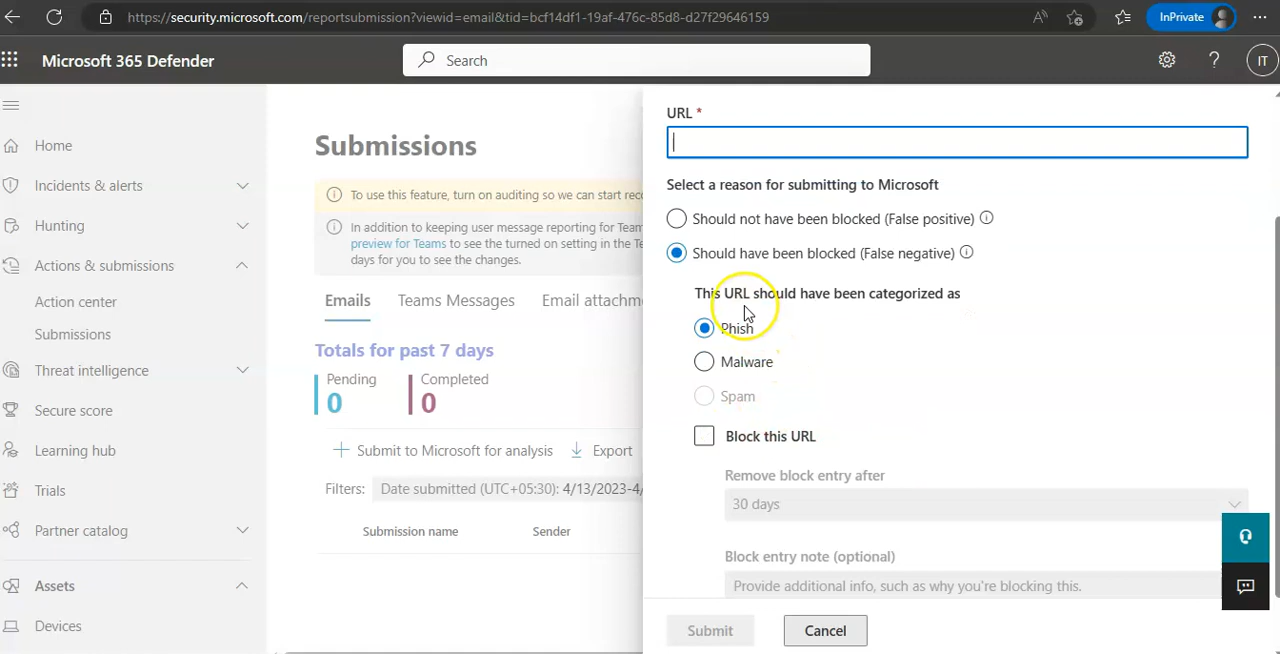 https://security.microsoft.com/reportsubmission?viewid=email&tid=bcf14df1-19af-476c-85d8-d27f29646159
InPrivate
Microsoft 365 Defender
Search
IT
Home
Incidents & alerts
Hunting
Actions & submissions
Action center
Submissions
Threat intelligence
Secure score
Learning hub
Trials
Partner catalog
Assets
Devices
Submissions
To use this feature, turn on auditing so we can start reco
In addition to keeping user message reporting for Team
preview for Teams to see the turned on setting in the Te
days for you to see the changes.
Emails Teams Messages Email attachm
Totals for past 7 days
Pending Completed
0 0
Submit to Microsoft for analysis Export
Filters: Date submitted (UTC+05:30): 4/13/2023-4/
Submission name Sender
URL *
Select a reason for submitting to Microsoft
Should not have been blocked (False positive)
Should have been blocked (False negative)
This URL should have been categorized as
Phish
Malware
Spam
Block this URL
Remove block entry after
30 days
Block entry note (optional)
Provide additional info, such as why you're blocking this.
Submit Cancel